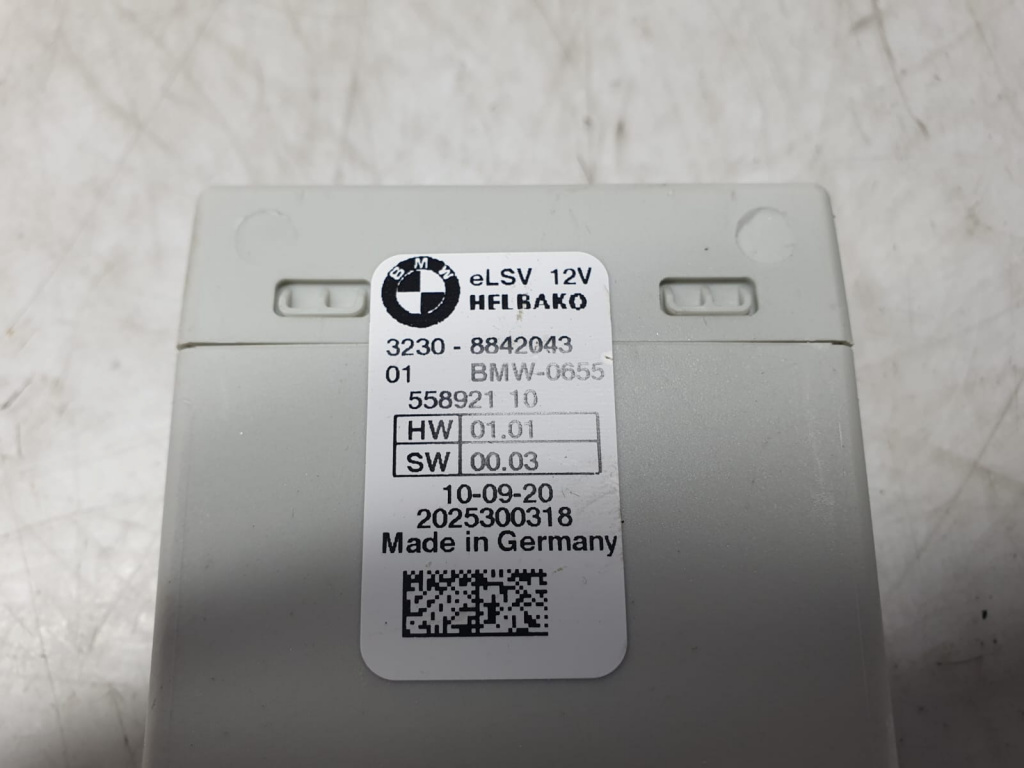 BMW
eLSV 12V
HELBAKO
3230 - 8842043
01 BMW-0655
558921 10
HW 01.01
SW 00.03
10-09-20
2025300318
Made in Germany